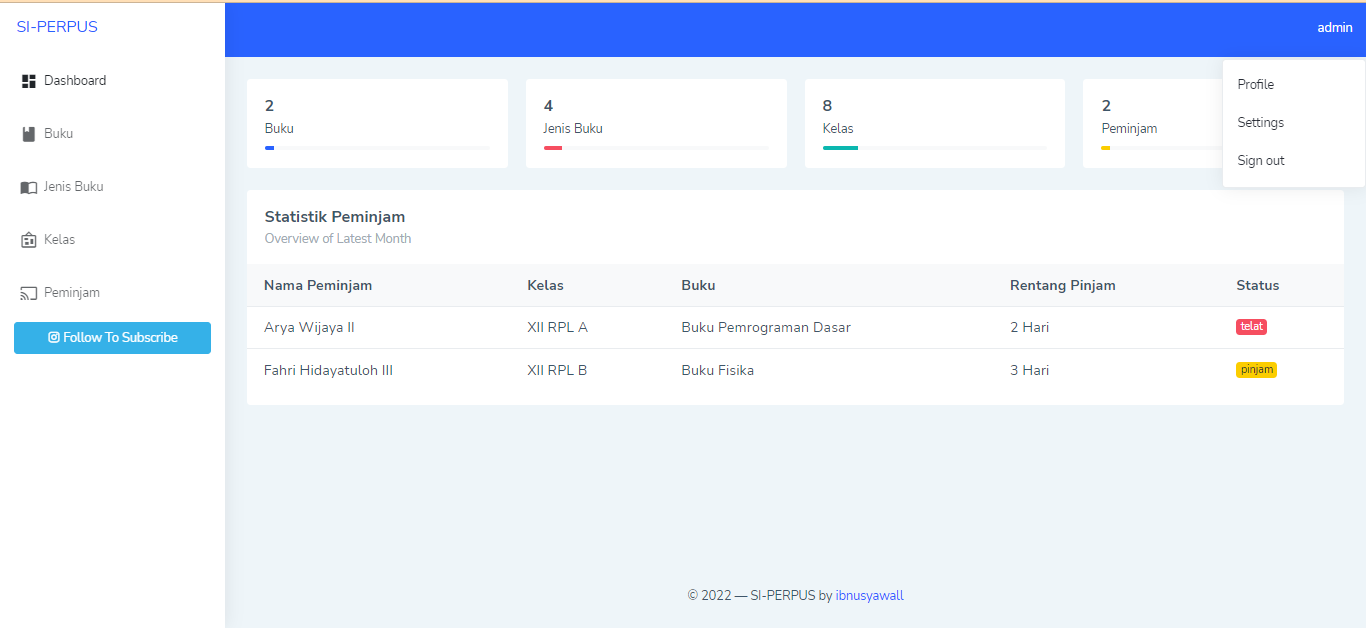 SI-PERPUS
admin
Dashboard
Buku
Jenis Buku
Kelas
Peminjam
Follow To Subscribe
Profile
Settings
Sign out
2
Buku
4
Jenis Buku
8
Kelas
2
Peminjam
Statistik Peminjam
Overview of Latest Month
Nama Peminjam Kelas Buku Rentang Pinjam Status
Arya Wijaya II XII RPL A Buku Pemrograman Dasar 2 Hari telat
Fahri Hidayatuloh III XII RPL B Buku Fisika 3 Hari pinjam
© 2022 — SI-PERPUS by ibnusyawall